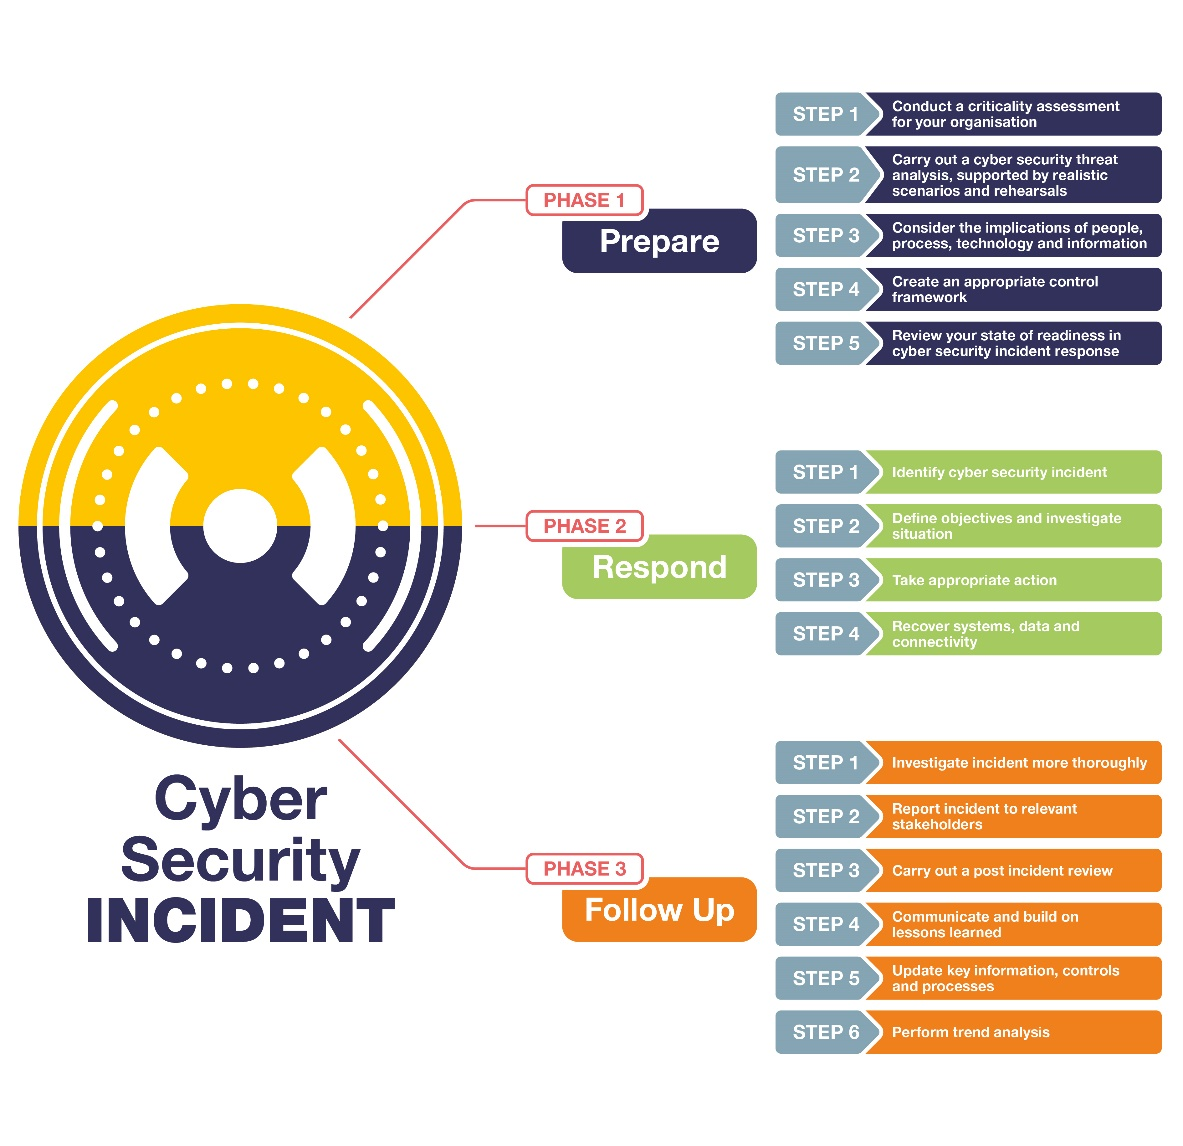 PHASE 1
Prepare
STEP 1
Conduct a criticality assessment
for your organisation
STEP 2
Carry out a cyber security threat
analysis, supported by realistic
scenarios and rehearsals
STEP 3
Consider the implications of people,
process, technology and information
STEP 4
Create an appropriate control
framework
STEP 5
Review your state of readiness in
cyber security incident response
PHASE 2
Respond
STEP 1
Identify cyber security incident
STEP 2
Define objectives and investigate
situation
STEP 3
Take appropriate action
STEP 4
Recover systems, data and
connectivity
Cyber
Security
INCIDENT
PHASE 3
Follow Up
STEP 1
Investigate incident more thoroughly
STEP 2
Report incident to relevant
stakeholders
STEP 3
Carry out a post incident review
STEP 4
Communicate and build on
lessons learned
STEP 5
Update key information, controls
and processes
STEP 6
Perform trend analysis